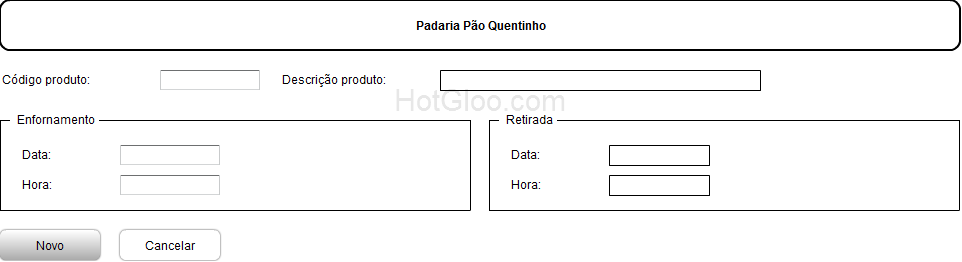 Padaria Pão Quentinho
Código produto: Descrição produto:
HotGloo.com
Enfornamento Retirada
Data: Data:
Hora: Hora:
Novo Cancelar